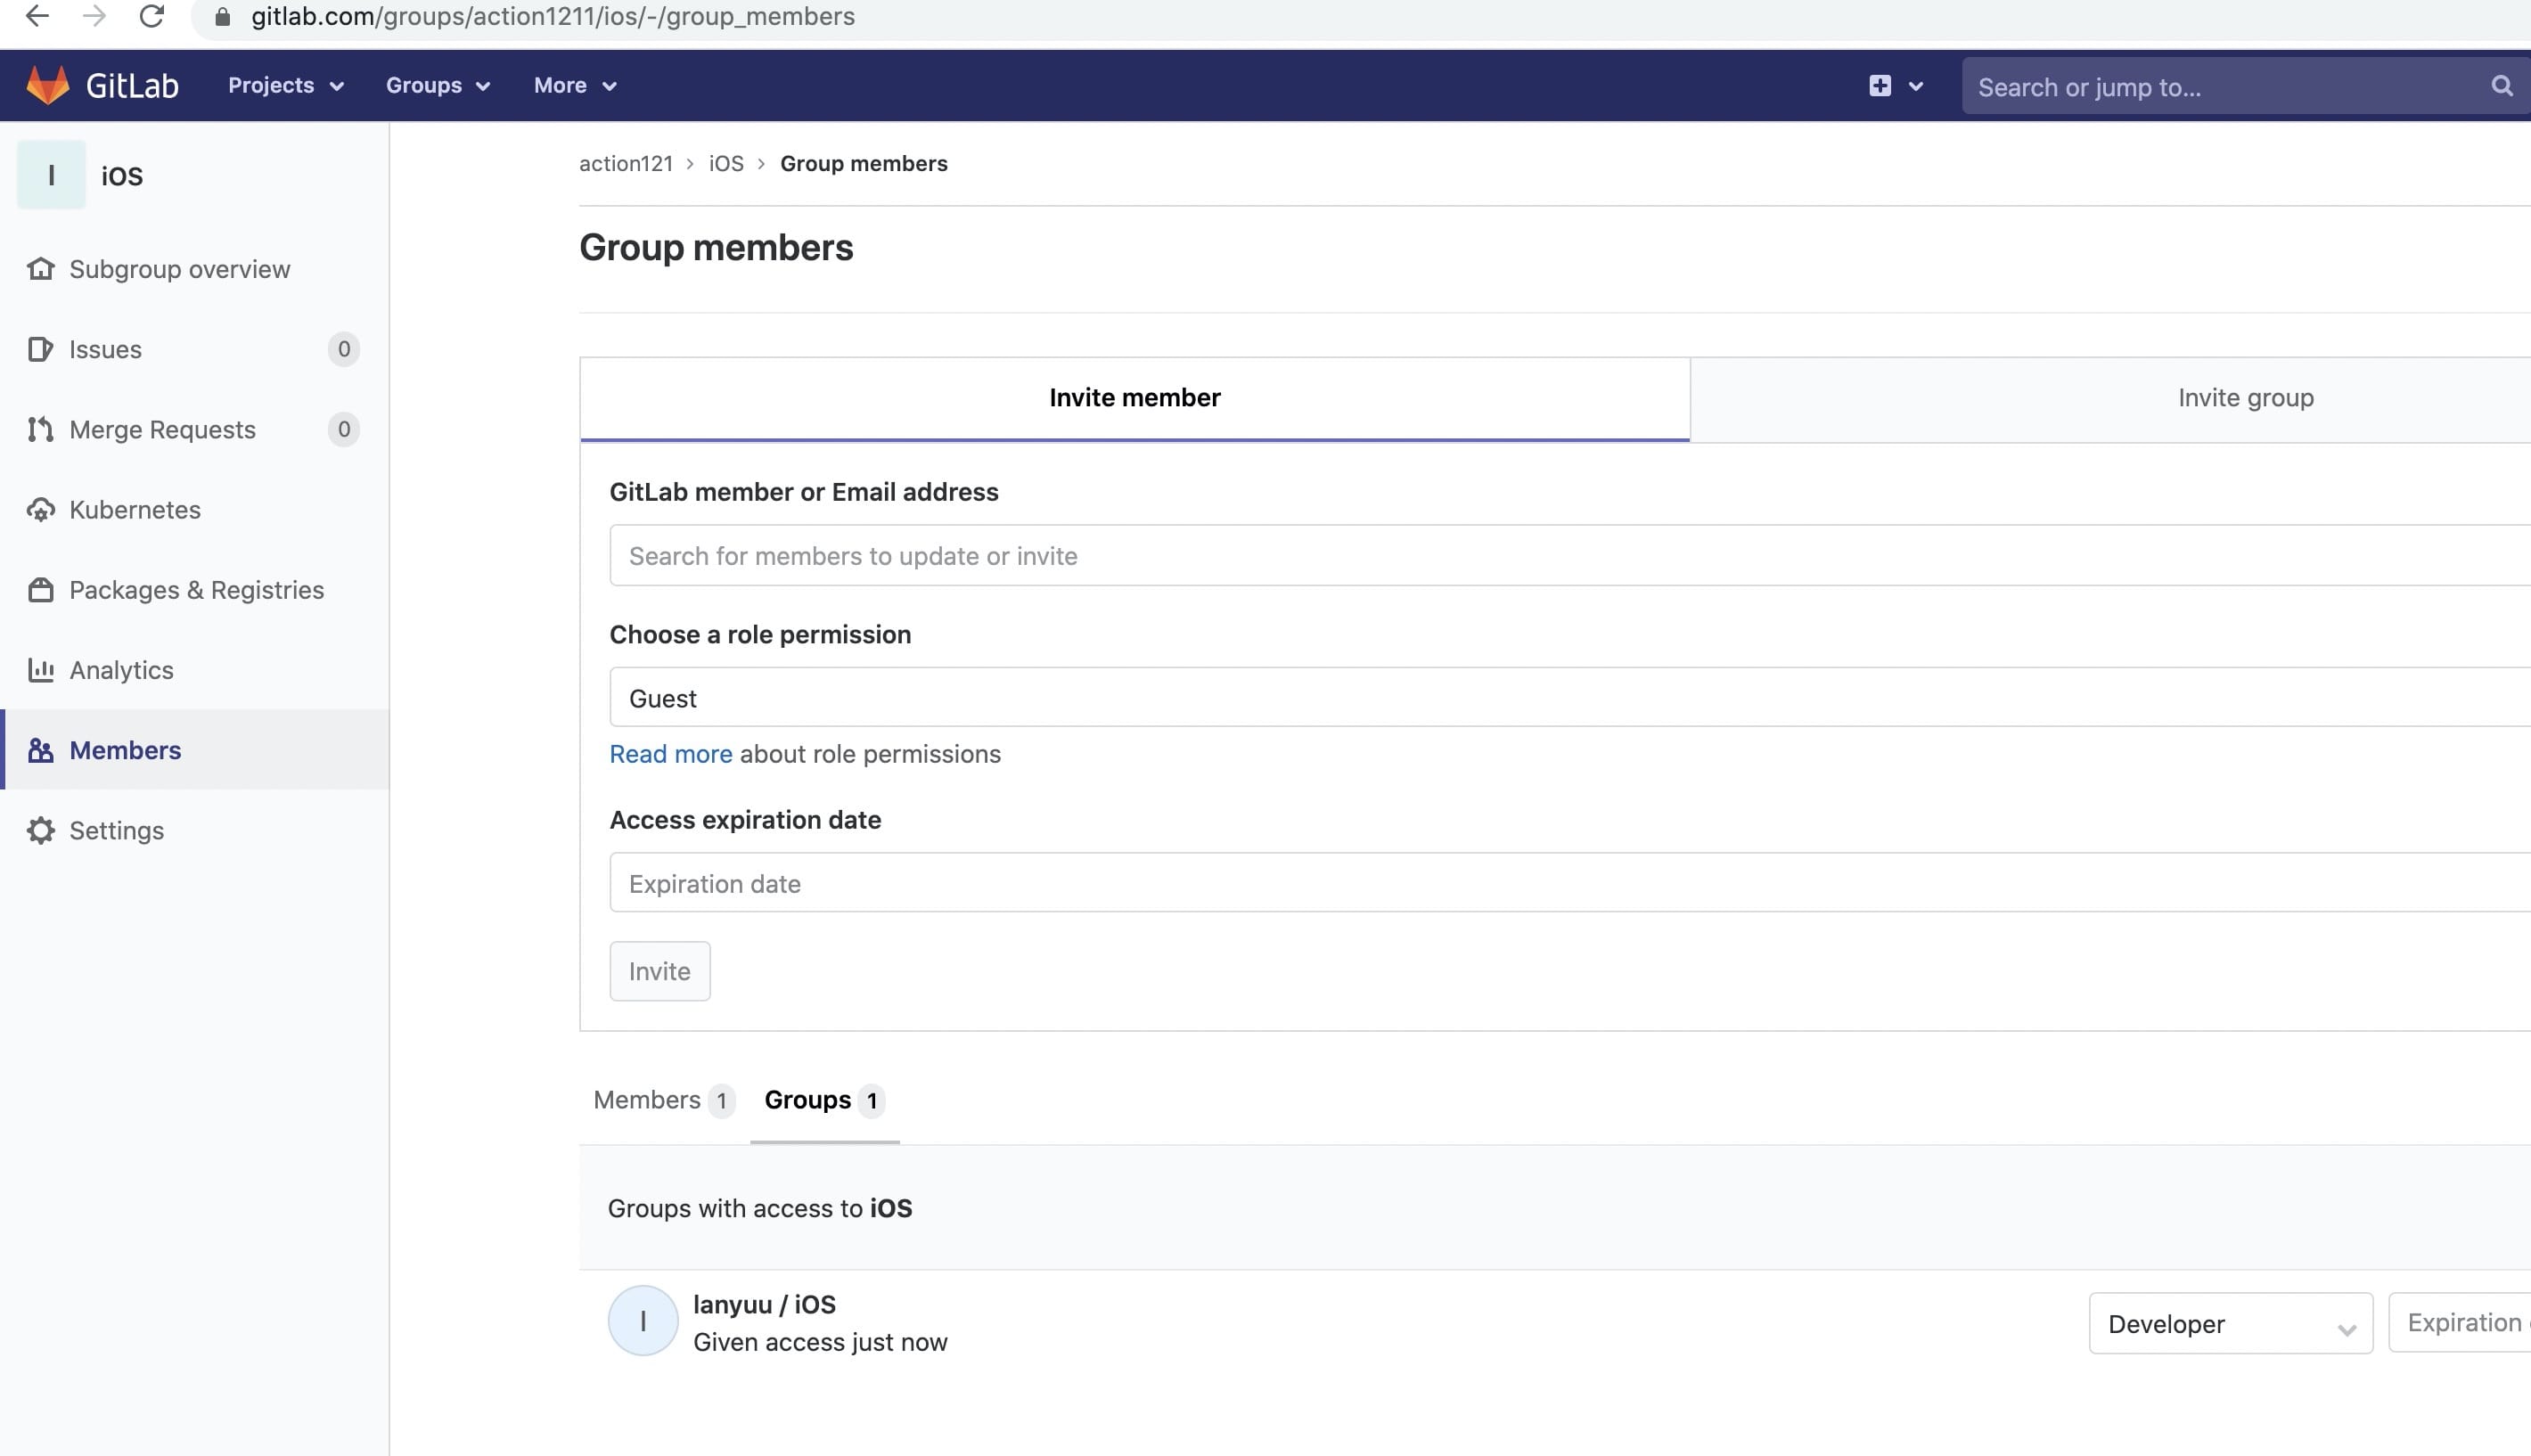 gitlab.com/groups/action1211/ios/-/group_members
GitLab Projects Groups More Search or jump to...
I iOS
action121 > iOS > Group members
Group members
Subgroup overview
Issues 0
Merge Requests 0
Kubernetes
Packages & Registries
Analytics
Members
Settings
Invite member Invite group
GitLab member or Email address
Search for members to update or invite
Choose a role permission
Guest
Read more about role permissions
Access expiration date
Expiration date
Invite
Members 1 Groups 1
Groups with access to iOS
I lanyuu / iOS
Given access just now
Developer Expiration